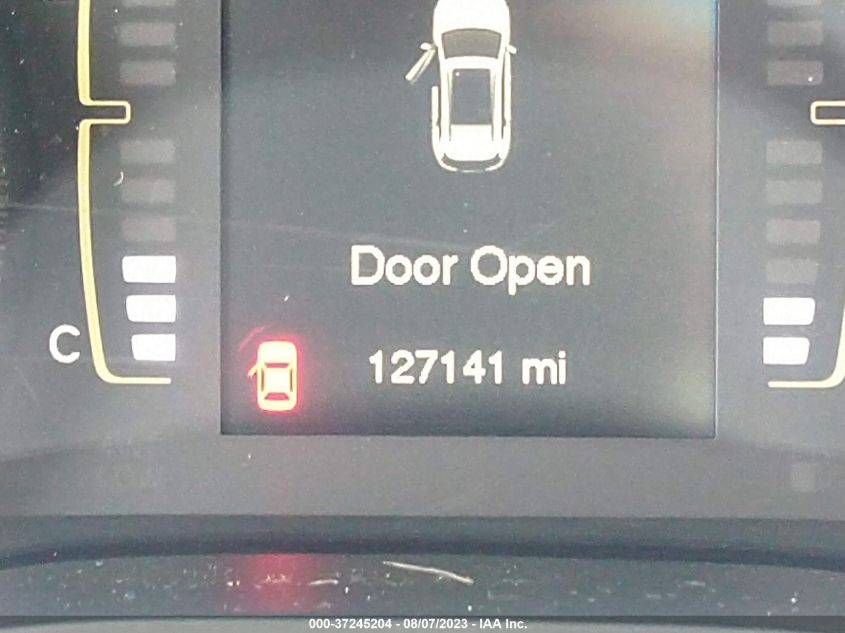 Door Open
C
127141 mi
000-37245204 - 08/07/2023 - IAA Inc.